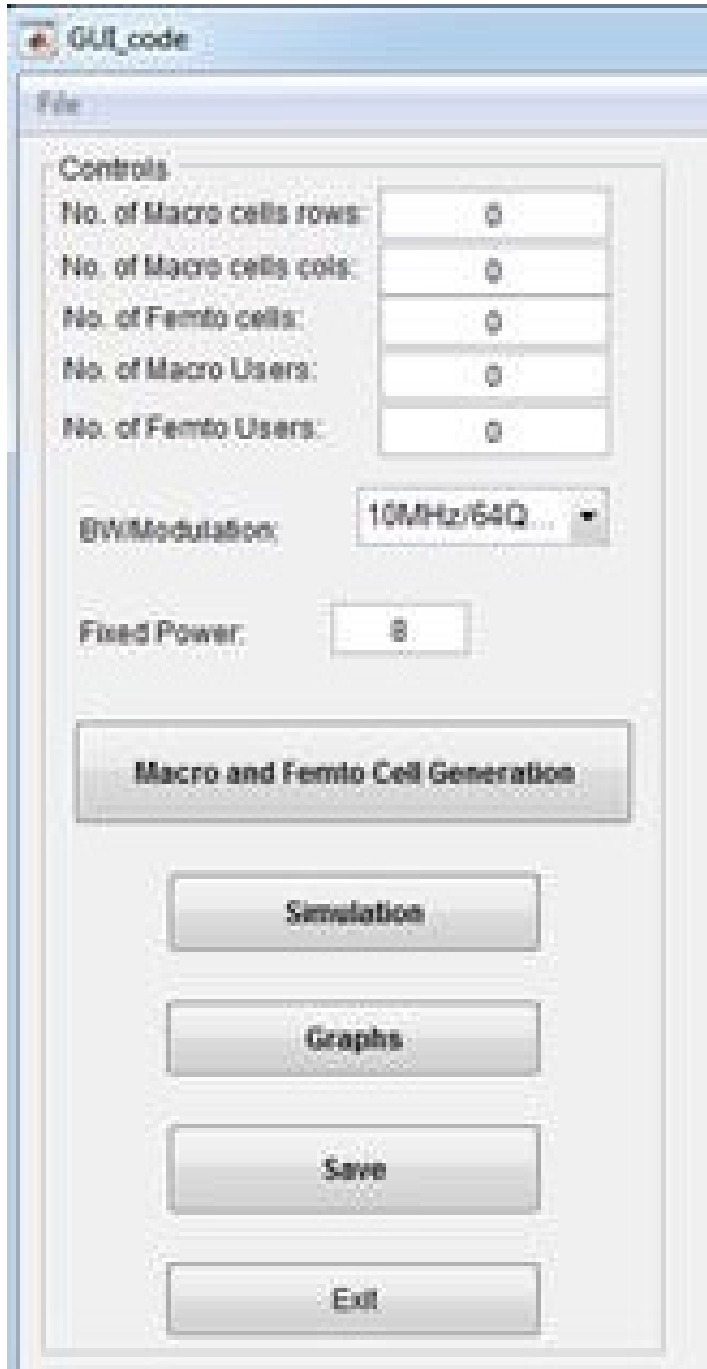 GUI_code
File
Controls
No. of Macro cells rows: 0
No. of Macro cells cols: 0
No. of Femto cells: 0
No. of Macro Users: 0
No. of Femto Users: 0
BW/Modulation: 10MHz/64Q...
Fixed Power:
Macro and Femto Cell Generation
Simulation
Graphs
Save
Exit